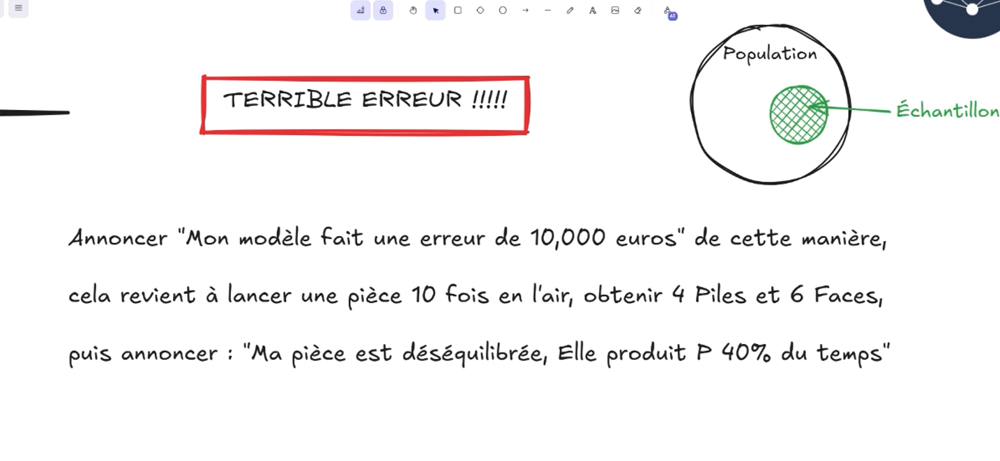 TERRIBLE ERREUR !!!!!
Population
Échantillon
Annoncer "Mon modèle fait une erreur de 10,000 euros" de cette manière,
cela revient à lancer une pièce 10 fois en l'air, obtenir 4 Piles et 6 Faces,
puis annoncer : "Ma pièce est déséquilibrée, Elle produit P 40% du temps"
A
AI